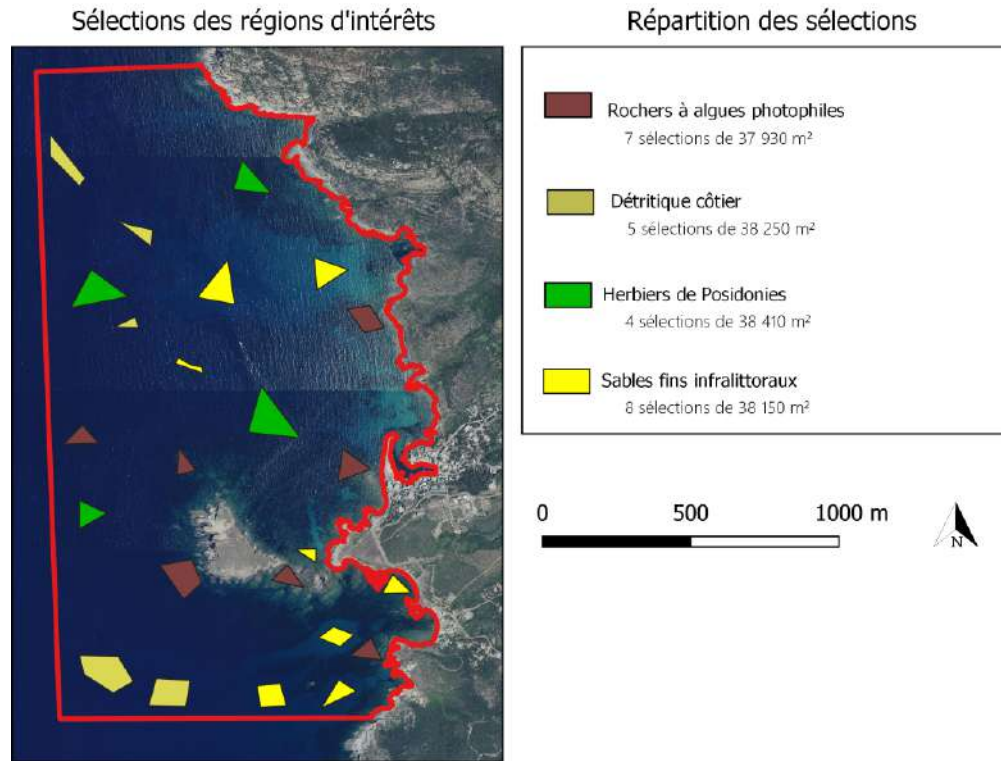 Sélections des régions d'intérêts
Répartition des sélections
Rochers à algues photophiles
7 sélections de 37 930 m²
Détritique côtier
5 sélections de 38 250 m²
Herbiers de Posidonies
4 sélections de 38 410 m²
Sables fins infralittoraux
8 sélections de 38 150 m²
0 500 1000 m
N